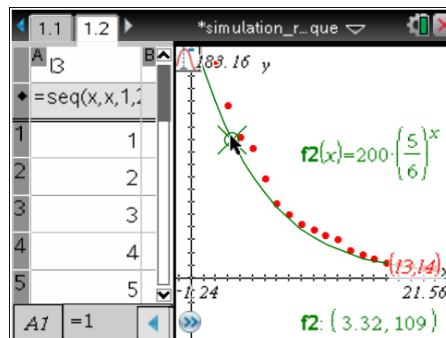 1.1 1.2 *simulation_r...que
A l3 B
=seq(x,x,1,2
1 1
2 2
3 3
4 4
5 5
A1 =1
183.16 y
f2(x)=200·(5/6)^x
(13,14)
-1.24 21.56
f2: (3.32, 109)